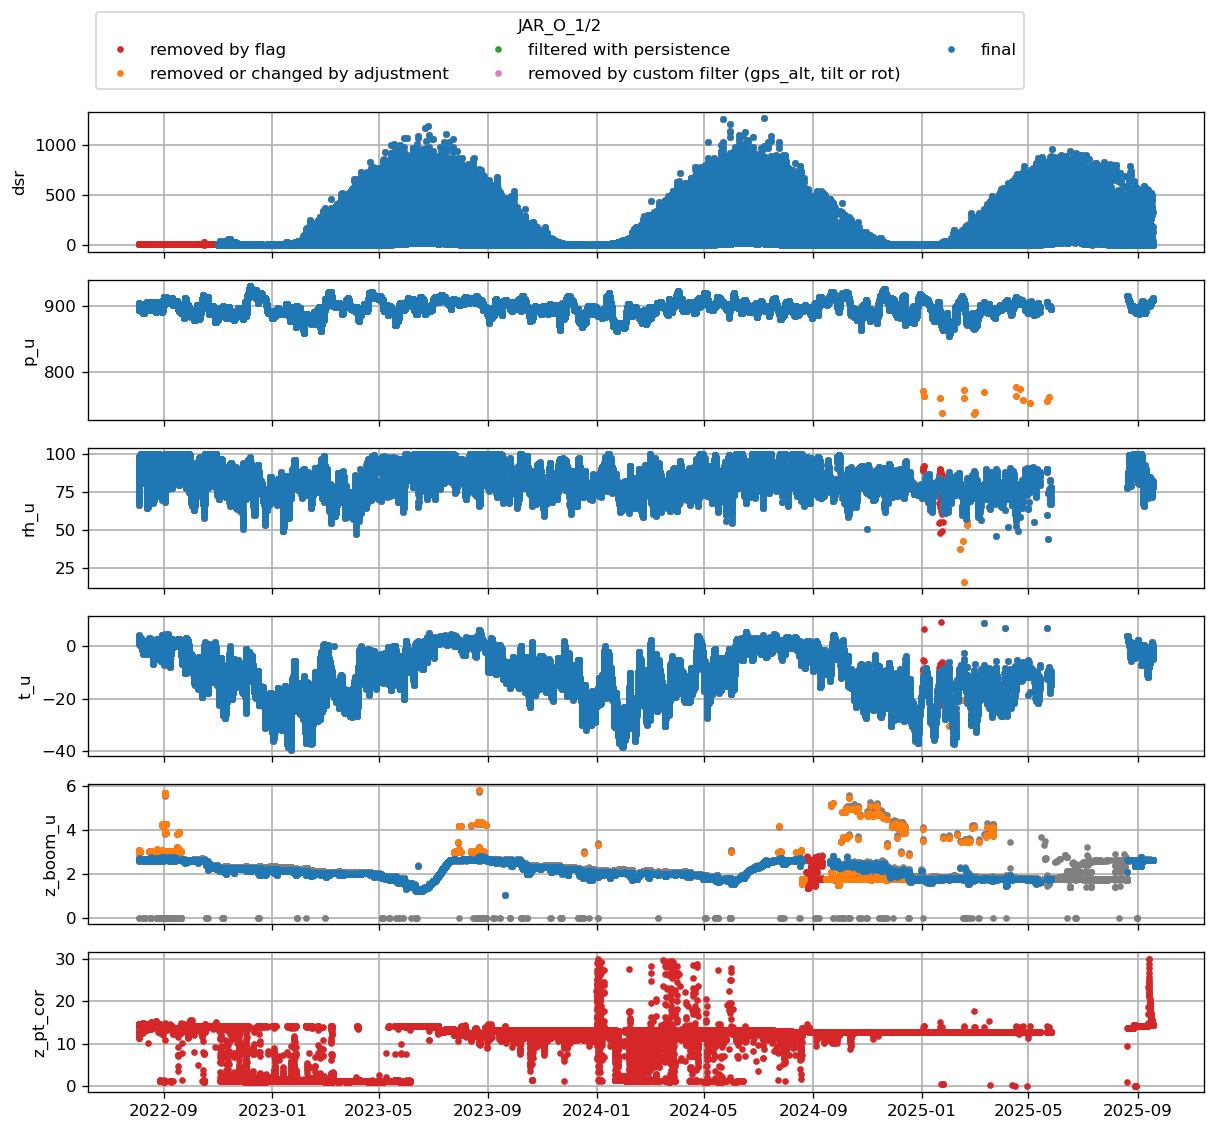 JAR_O_1/2
removed by flag
filtered with persistence
final
removed or changed by adjustment
removed by custom filter (gps_alt, tilt or rot)
dsr
1000
500
0
p_u
900
800
rh_u
100
75
50
25
t_u
0
−20
−40
z_boom_u
6
4
2
0
z_pt_cor
30
20
10
0
2022-09
2023-01
2023-05
2023-09
2024-01
2024-05
2024-09
2025-01
2025-05
2025-09